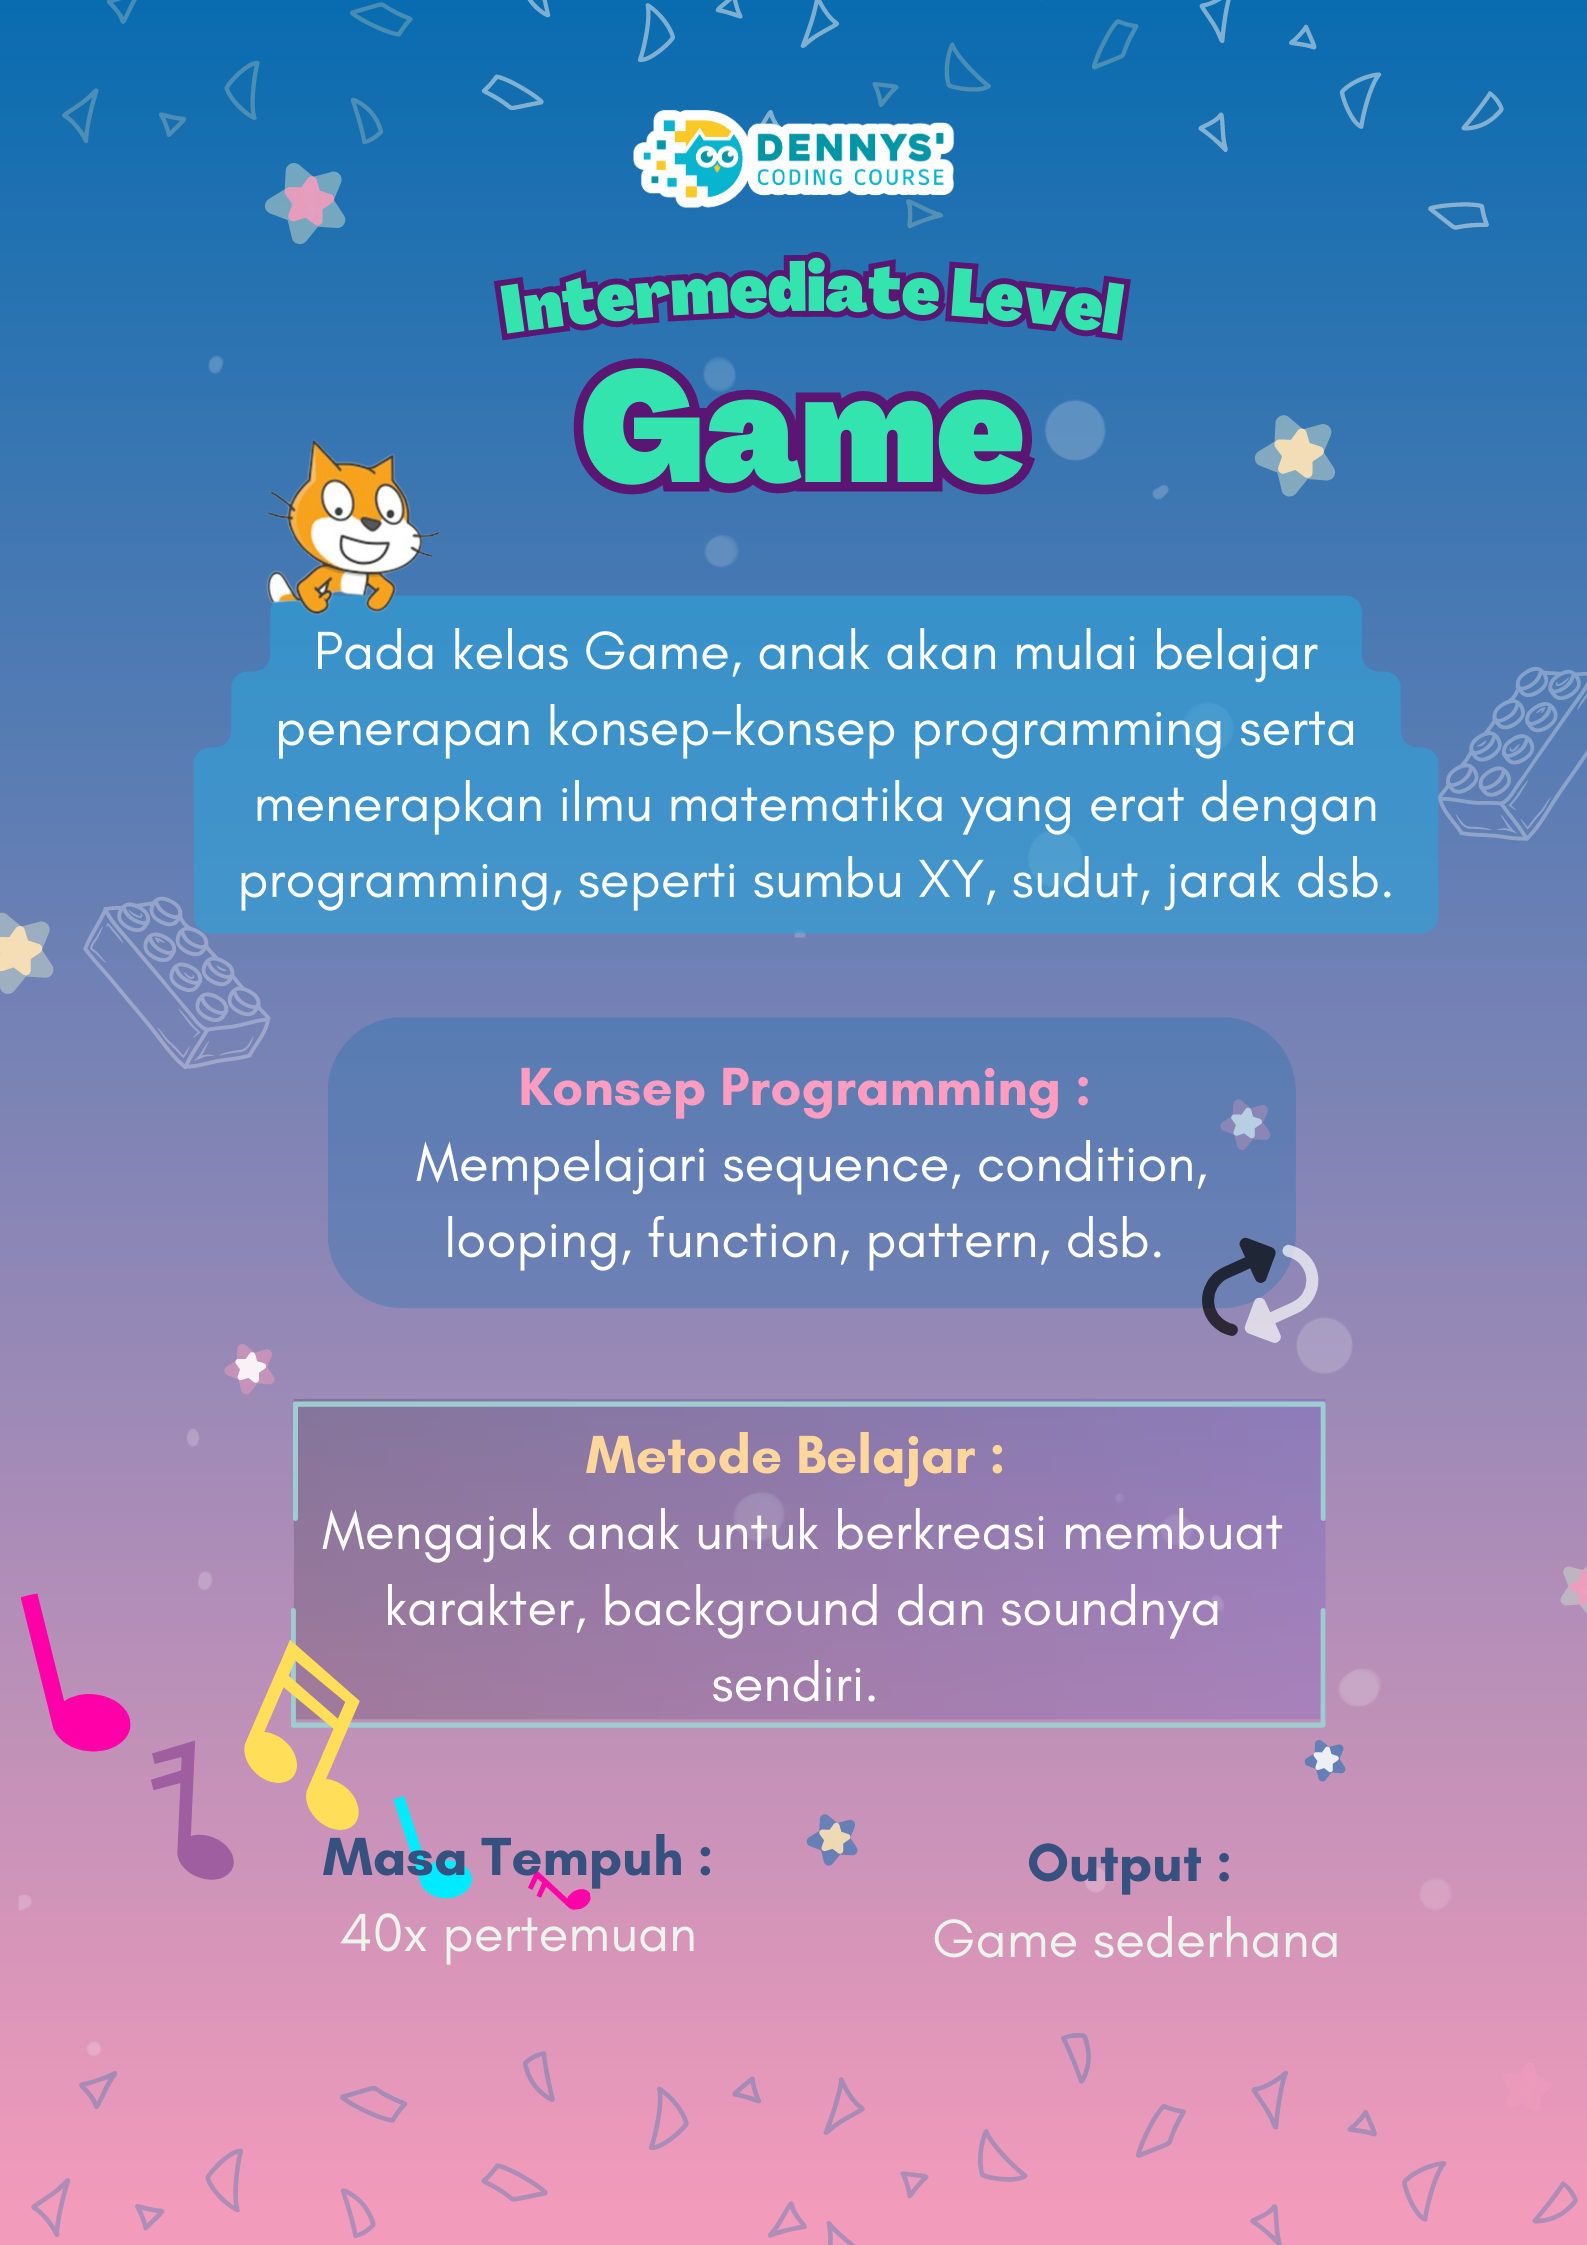 DENNYS'
CODING COURSE
Intermediate Level
Game
Pada kelas Game, anak akan mulai belajar
penerapan konsep-konsep programming serta
menerapkan ilmu matematika yang erat dengan
programming, seperti sumbu XY, sudut, jarak dsb.
Konsep Programming :
Mempelajari sequence, condition,
looping, function, pattern, dsb.
Metode Belajar :
Mengajak anak untuk berkreasi membuat
karakter, background dan soundnya
sendiri.
Masa Tempuh :
40x pertemuan
Output :
Game sederhana